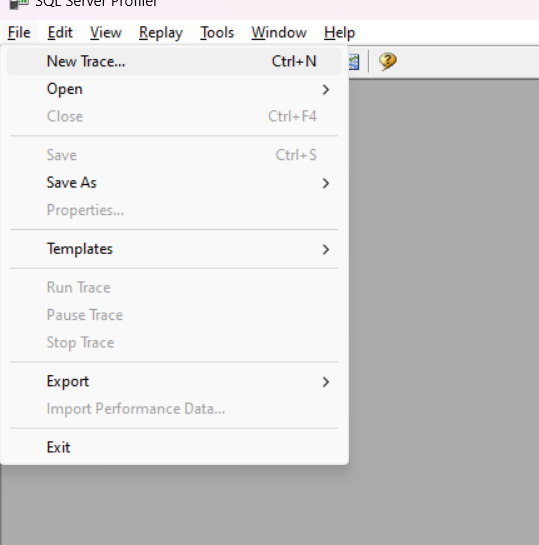 SQL Server Profiler
File Edit View Replay Tools Window Help
New Trace... Ctrl+N
Open
Close Ctrl+F4
Save Ctrl+S
Save As
Properties...
Templates
Run Trace
Pause Trace
Stop Trace
Export
Import Performance Data...
Exit